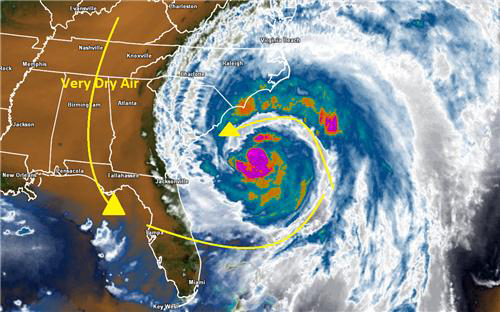 Evansville
Charleston
Virginia Beach
Nashville
Knoxville
Raleigh
Memphis
Rock
Charlotte
Very Dry Air
Birmingham
Atlanta
Jackson
New Orleans
Pensacola
Tallahassee
Jacksonville
Tampa
Miami
Key West